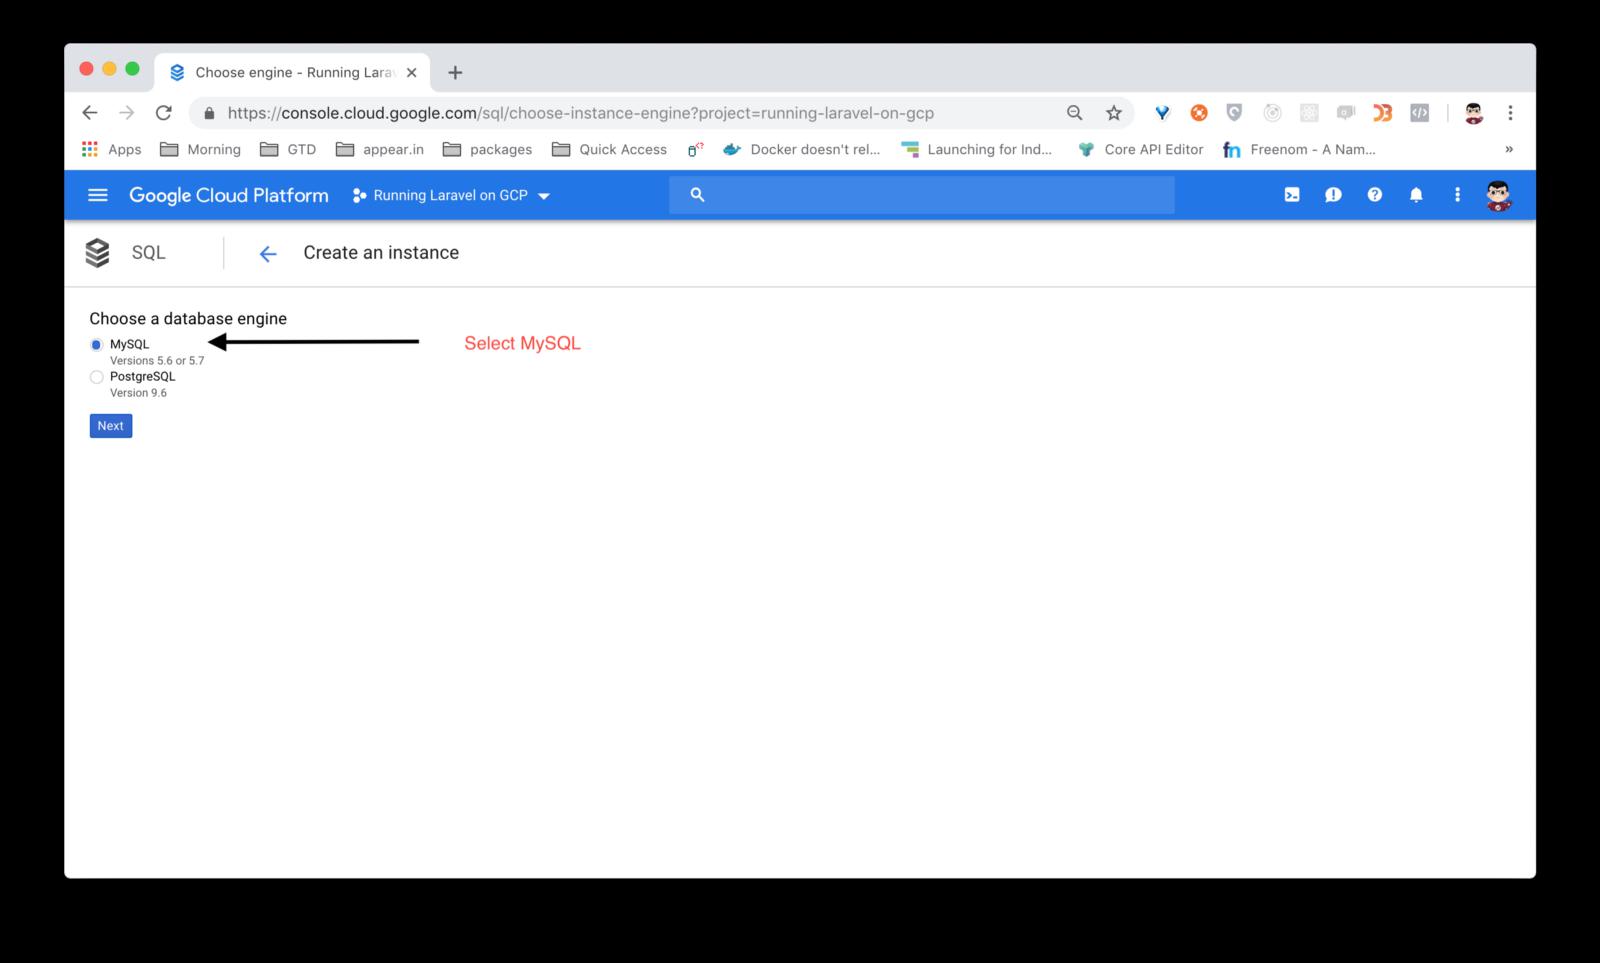 Choose engine - Running Lara
https://console.cloud.google.com/sql/choose-instance-engine?project=running-laravel-on-gcp
Apps Morning GTD appear.in packages Quick Access Docker doesn't rel... Launching for Ind... Core API Editor Freenom - A Nam... »
Google Cloud Platform Running Laravel on GCP
SQL Create an instance
Choose a database engine
MySQL Select MySQL
Versions 5.6 or 5.7
PostgreSQL
Version 9.6
Next